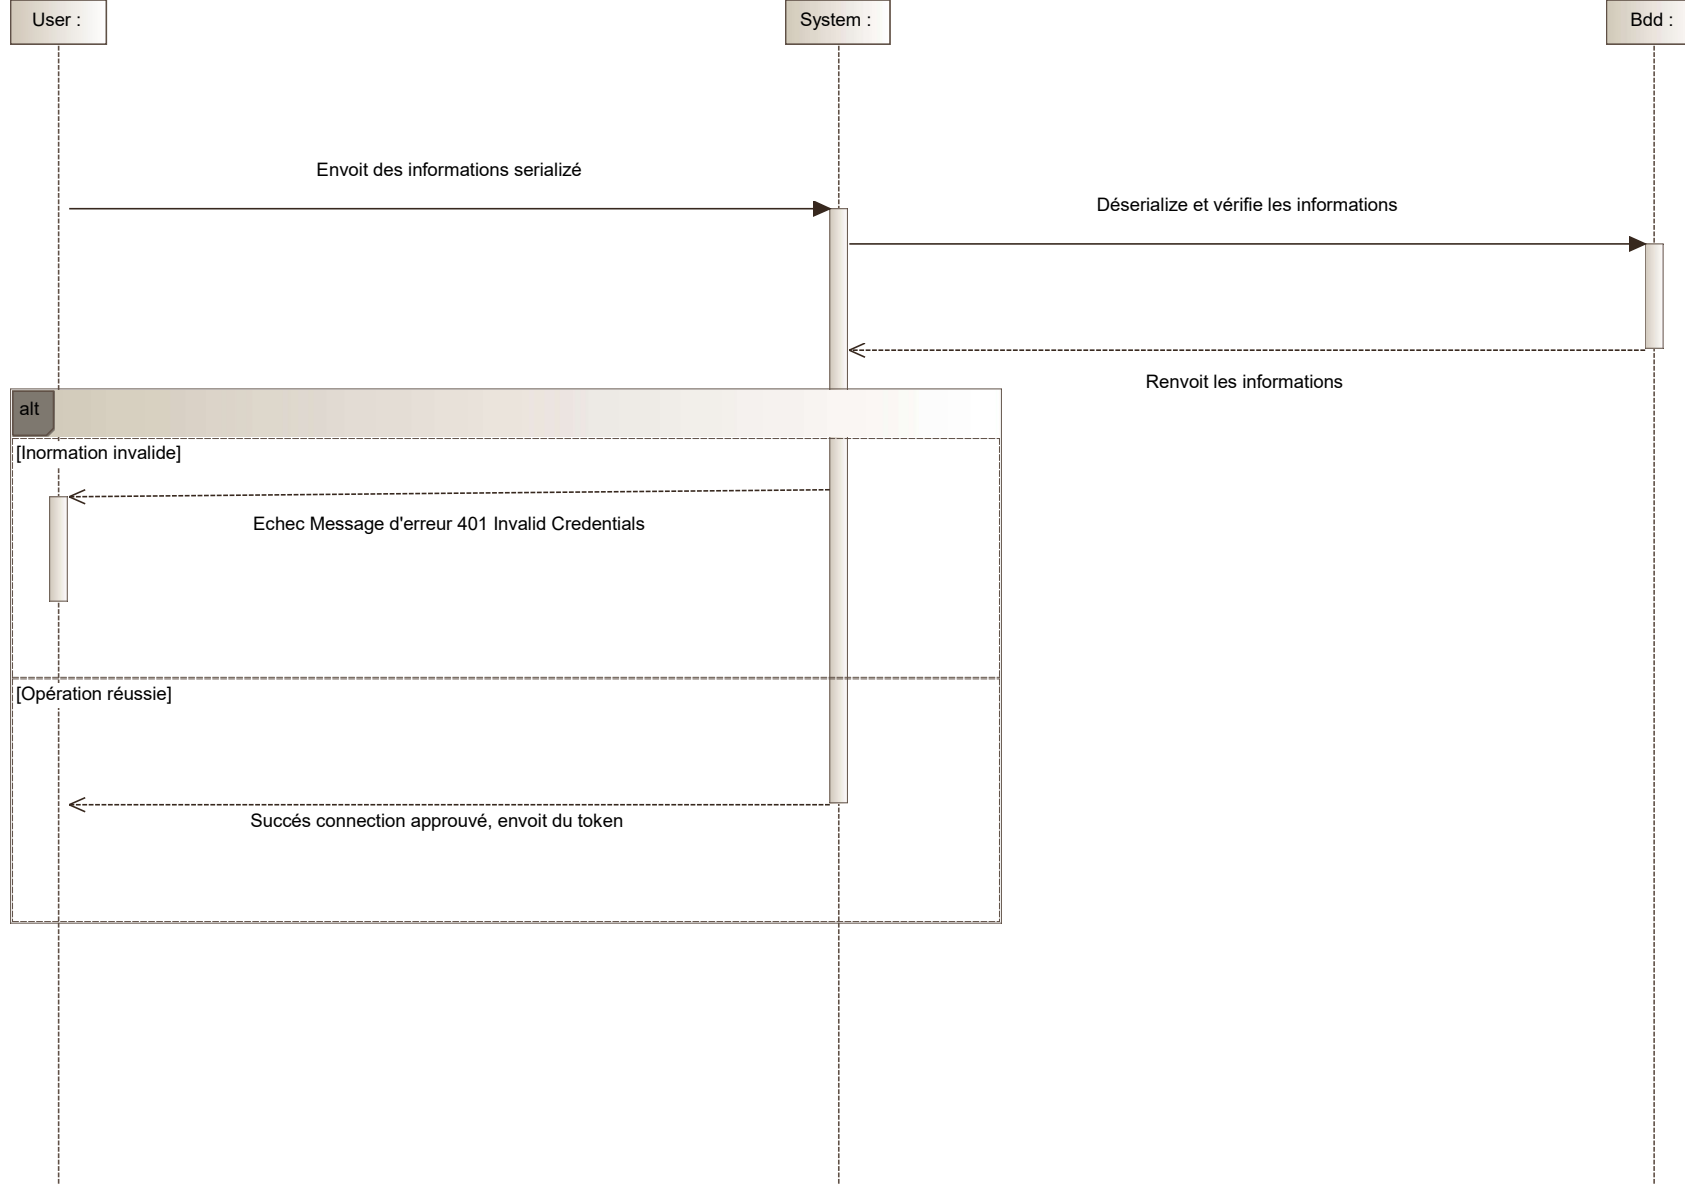 User :
System :
Bdd :
Envoit des informations serializé
Déserialize et vérifie les informations
Renvoit les informations
alt
[Inormation invalide]
Echec Message d'erreur 401 Invalid Credentials
[Opération réussie]
Succés connection approuvé, envoit du token